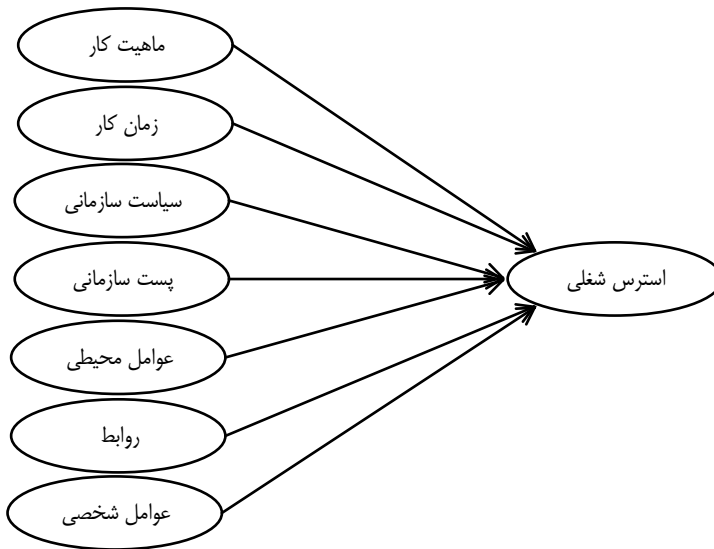 ماهیت کار
زمان کار
سیاست سازمانی
پست سازمانی
استرس شغلی
عوامل محیطی
روابط
عوامل شخصی